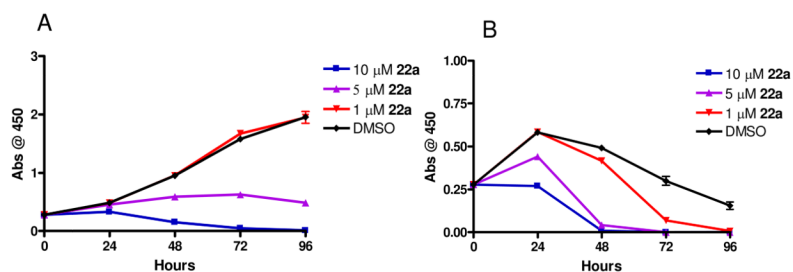 A
3
2
1
0
Abs @ 450
0 24 48 72 96
Hours
10 µM 22a
5 µM 22a
1 µM 22a
DMSO
B
1.00
0.75
0.50
0.25
0.00
Abs @ 450
0 24 48 72 96
Hours
10 µM 22a
5 µM 22a
1 µM 22a
DMSO